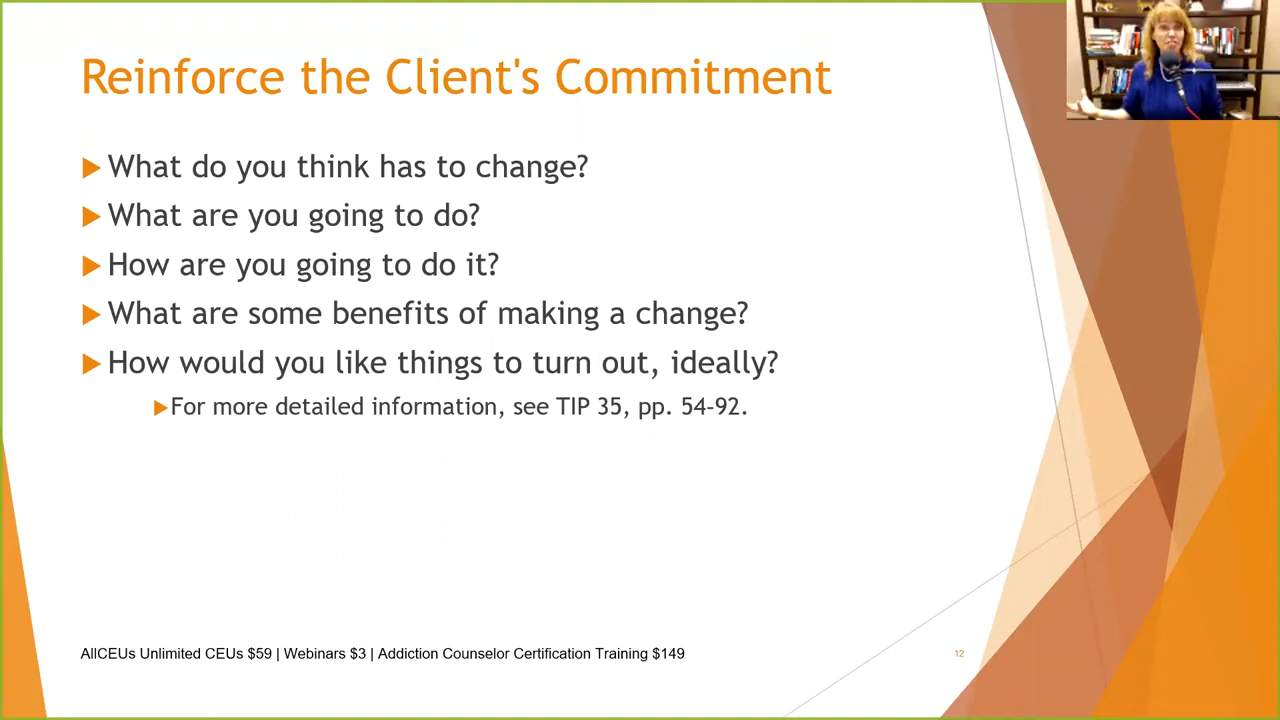 Reinforce the Client's Commitment
What do you think has to change?
What are you going to do?
How are you going to do it?
What are some benefits of making a change?
How would you like things to turn out, ideally?
For more detailed information, see TIP 35, pp. 54-92.
AllCEUs Unlimited CEUs $59 | Webinars $3 | Addiction Counselor Certification Training $149
12